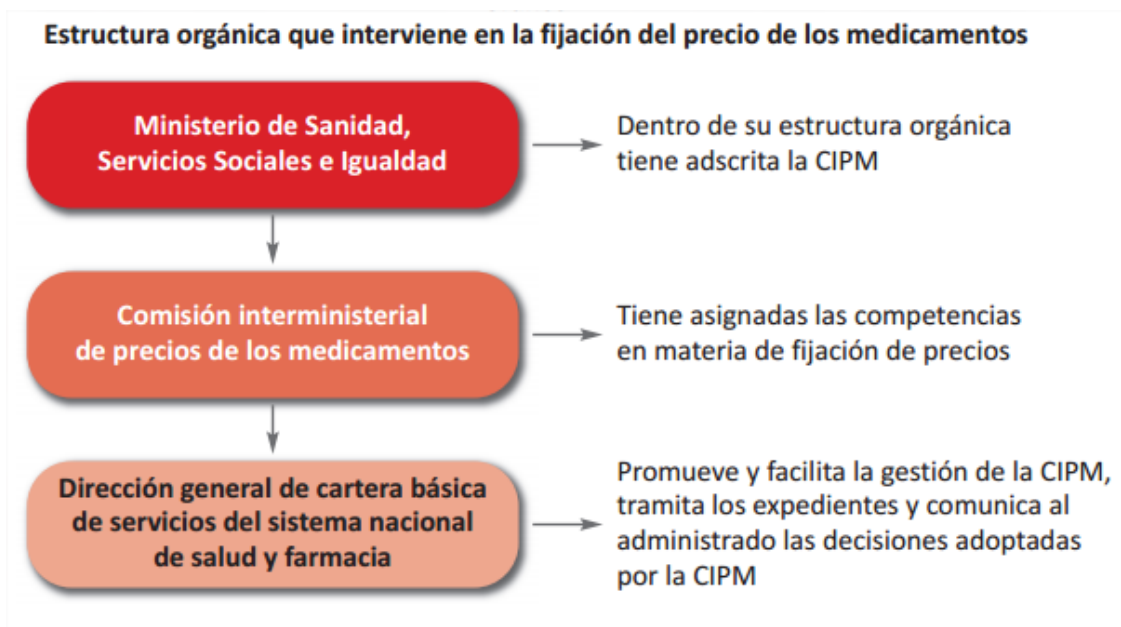 Estructura orgánica que interviene en la fijación del precio de los medicamentos
Ministerio de Sanidad,
Servicios Sociales e Igualdad
Dentro de su estructura orgánica
tiene adscrita la CIPM
Comisión interministerial
de precios de los medicamentos
Tiene asignadas las competencias
en materia de fijación de precios
Dirección general de cartera básica
de servicios del sistema nacional
de salud y farmacia
Promueve y facilita la gestión de la CIPM,
tramita los expedientes y comunica al
administrado las decisiones adoptadas
por la CIPM